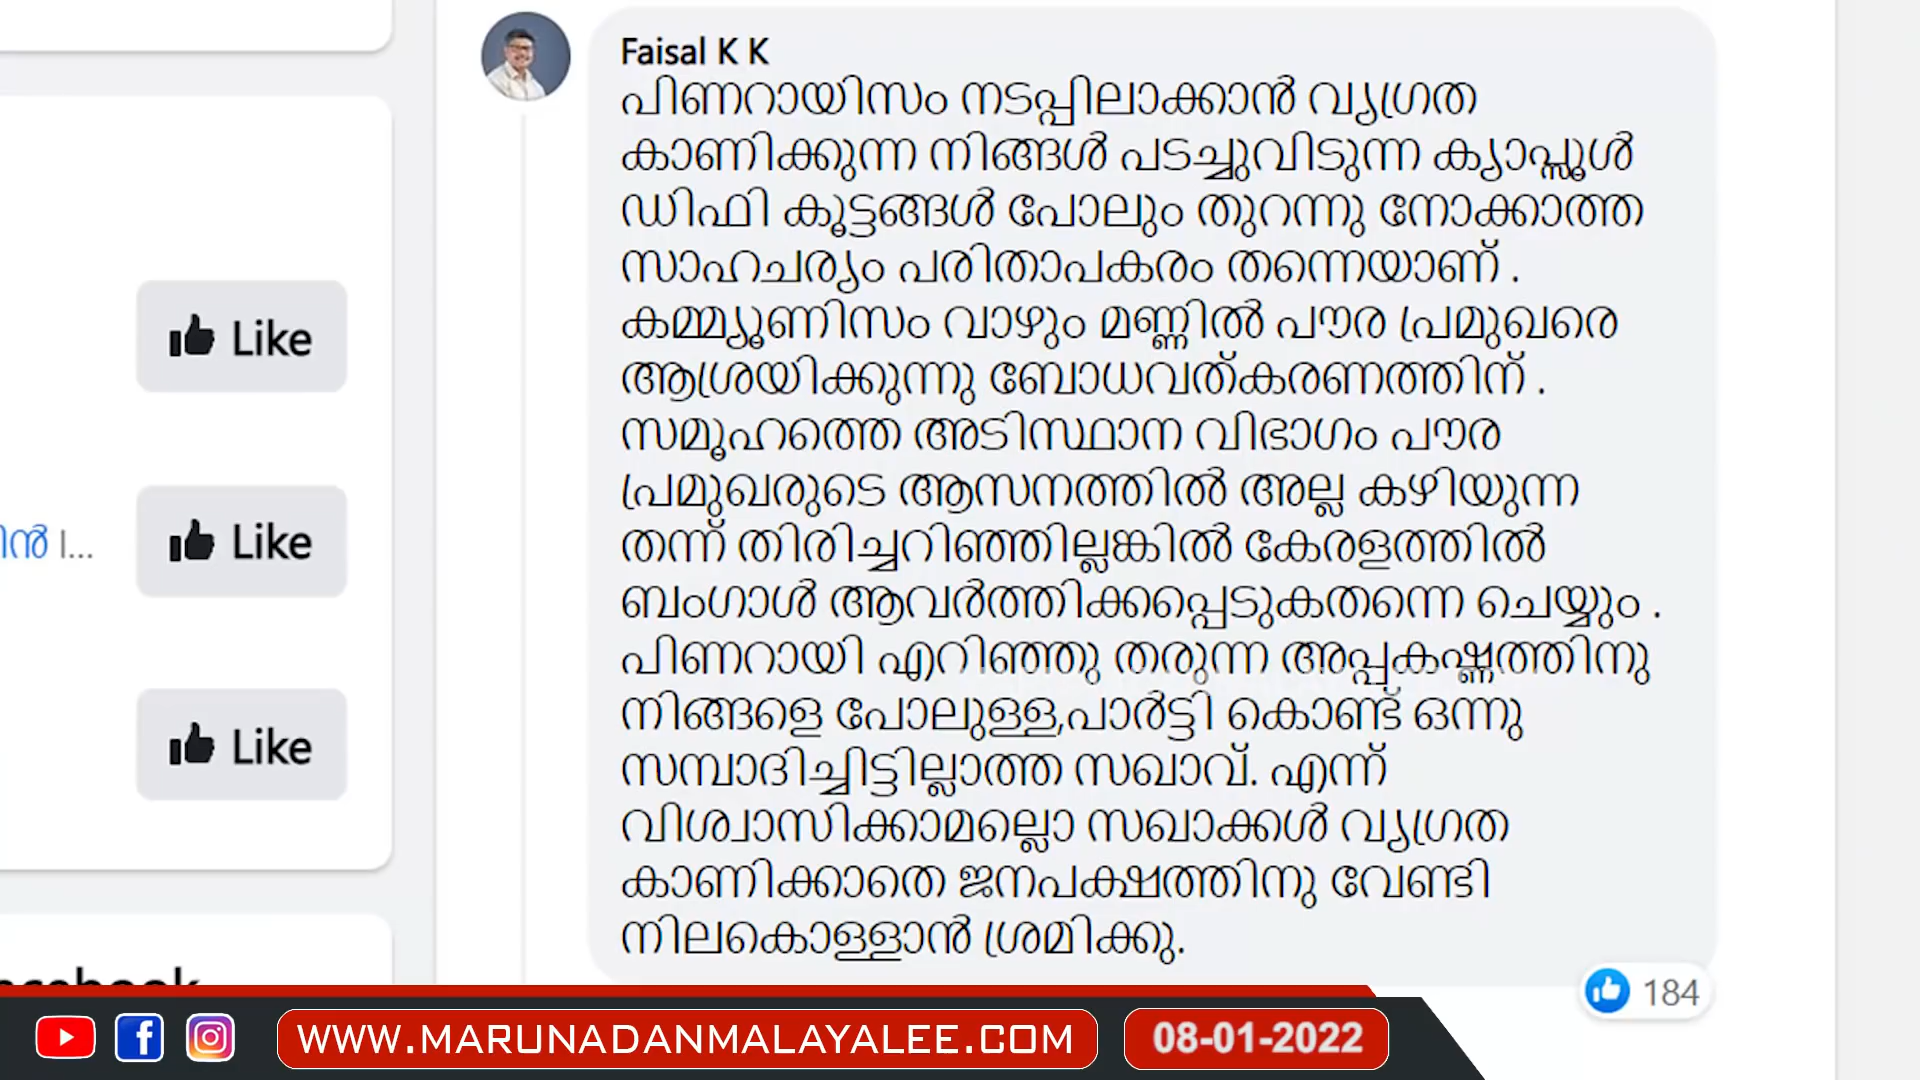 Faisal K K
പിണറായിസം നടപ്പിലാക്കാൻ വ്യഗ്രത
കാണിക്കുന്ന നിങ്ങൾ പടച്ചുവിടുന്ന ക്യാപ്സൂൾ
ഡിഫി കൂട്ടങ്ങൾ പോലും തുറന്നു നോക്കാത്ത
സാഹചര്യം പരിതാപകരം തന്നെയാണ് .
കമ്മ്യൂണിസം വാഴും മണ്ണിൽ പൗര പ്രമുഖരെ
ആശ്രയിക്കുന്നു ബോധവത്കരണത്തിന് .
സമൂഹത്തെ അടിസ്ഥാന വിഭാഗം പൗര
പ്രമുഖരുടെ ആസനത്തിൽ അല്ല കഴിയുന്ന
തന്ന് തിരിച്ചറിഞ്ഞില്ലങ്കിൽ കേരളത്തിൽ
ബംഗാൾ ആവർത്തിക്കപ്പെടുകതന്നെ ചെയ്യും .
പിണറായി എറിഞ്ഞു തരുന്ന അപ്പകഷ്ണത്തിനു
നിങ്ങളെ പോലുള്ള,പാർട്ടി കൊണ്ട് ഒന്നു
സമ്പാദിച്ചിട്ടില്ലാത്ത സഖാവ്. എന്ന്
വിശ്വാസിക്കാമല്ലൊ സഖാക്കൾ വ്യഗ്രത
കാണിക്കാതെ ജനപക്ഷത്തിനു വേണ്ടി
നിലകൊള്ളാൻ ശ്രമിക്കു.
184
Like
Like
Like
WWW.MARUNADANMALAYALEE.COM
08-01-2022